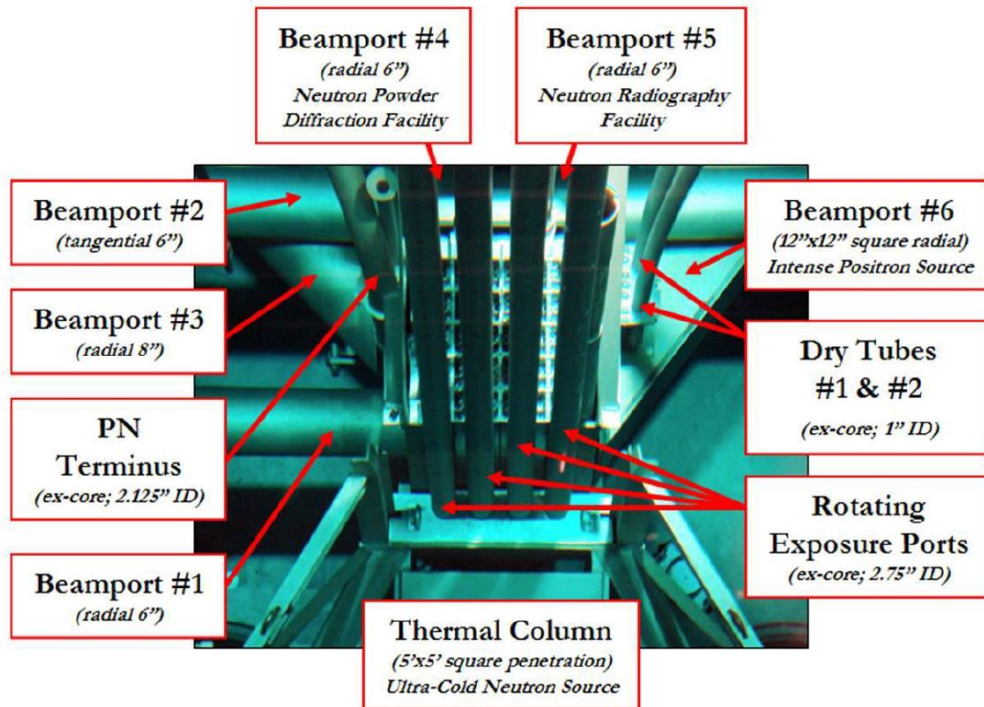 Beamport #4
(radial 6”)
Neutron Powder
Diffraction Facility
Beamport #5
(radial 6”)
Neutron Radiography
Facility
Beamport #2
(tangential 6”)
Beamport #3
(radial 8”)
PN
Terminus
(ex-core; 2.125” ID)
Beamport #1
(radial 6”)
Beamport #6
(12”x12” square radial)
Intense Positron Source
Dry Tubes
#1 & #2
(ex-core; 1” ID)
Rotating
Exposure Ports
(ex-core; 2.75” ID)
Thermal Column
(5’x5’ square penetration)
Ultra-Cold Neutron Source